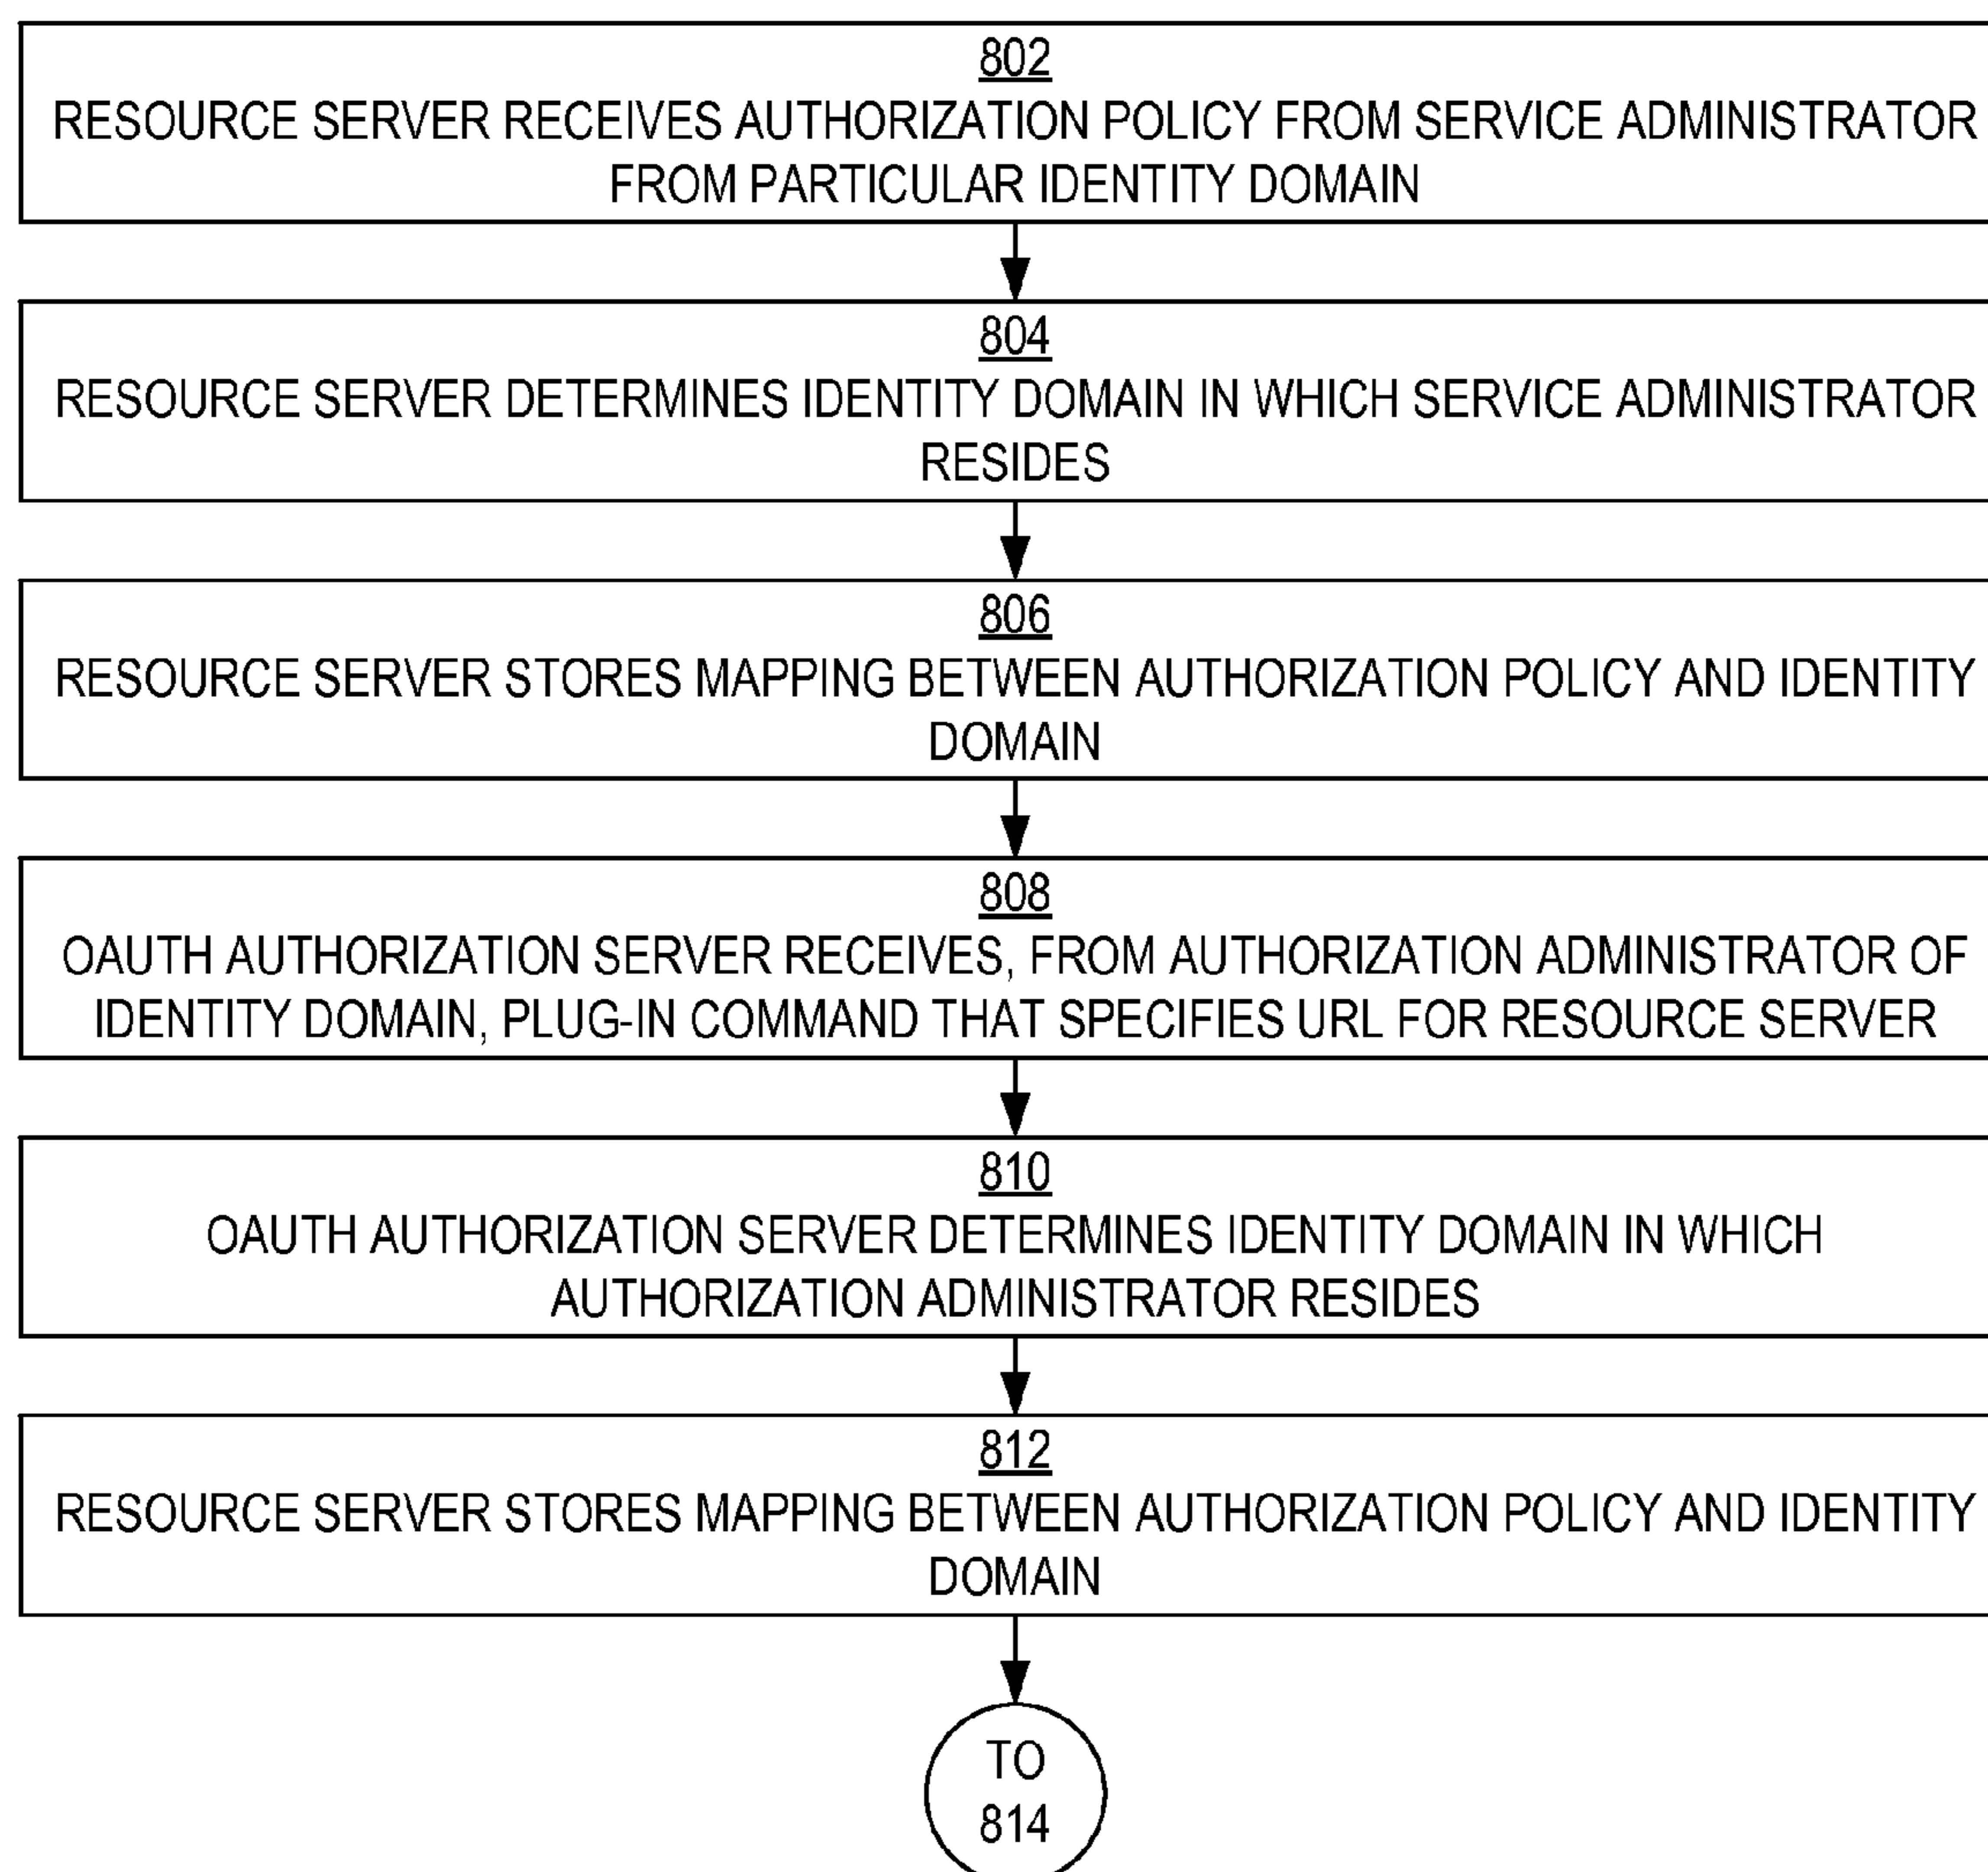 802
RESOURCE SERVER RECEIVES AUTHORIZATION POLICY FROM SERVICE ADMINISTRATOR
FROM PARTICULAR IDENTITY DOMAIN
804
RESOURCE SERVER DETERMINES IDENTITY DOMAIN IN WHICH SERVICE ADMINISTRATOR
RESIDES
806
RESOURCE SERVER STORES MAPPING BETWEEN AUTHORIZATION POLICY AND IDENTITY
DOMAIN
808
OAUTH AUTHORIZATION SERVER RECEIVES, FROM AUTHORIZATION ADMINISTRATOR OF
IDENTITY DOMAIN, PLUG-IN COMMAND THAT SPECIFIES URL FOR RESOURCE SERVER
810
OAUTH AUTHORIZATION SERVER DETERMINES IDENTITY DOMAIN IN WHICH
AUTHORIZATION ADMINISTRATOR RESIDES
812
RESOURCE SERVER STORES MAPPING BETWEEN AUTHORIZATION POLICY AND IDENTITY
DOMAIN
TO
814